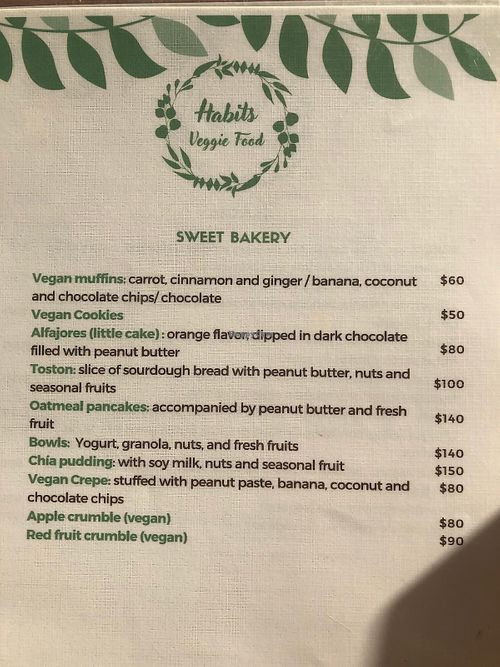 Habits
Veggie Food
SWEET BAKERY
Vegan muffins: carrot, cinnamon and ginger / banana, coconut $60
and chocolate chips/ chocolate
Vegan Cookies $50
Alfajores (little cake) : orange flavor, dipped in dark chocolate
filled with peanut butter $80
Toston: slice of sourdough bread with peanut butter, nuts and
seasonal fruits $100
Oatmeal pancakes: accompanied by peanut butter and fresh
fruit $140
Bowls: Yogurt, granola, nuts, and fresh fruits $140
Chía pudding: with soy milk, nuts and seasonal fruit $150
Vegan Crepe: stuffed with peanut paste, banana, coconut and $80
chocolate chips
Apple crumble (vegan) $80
Red fruit crumble (vegan) $90